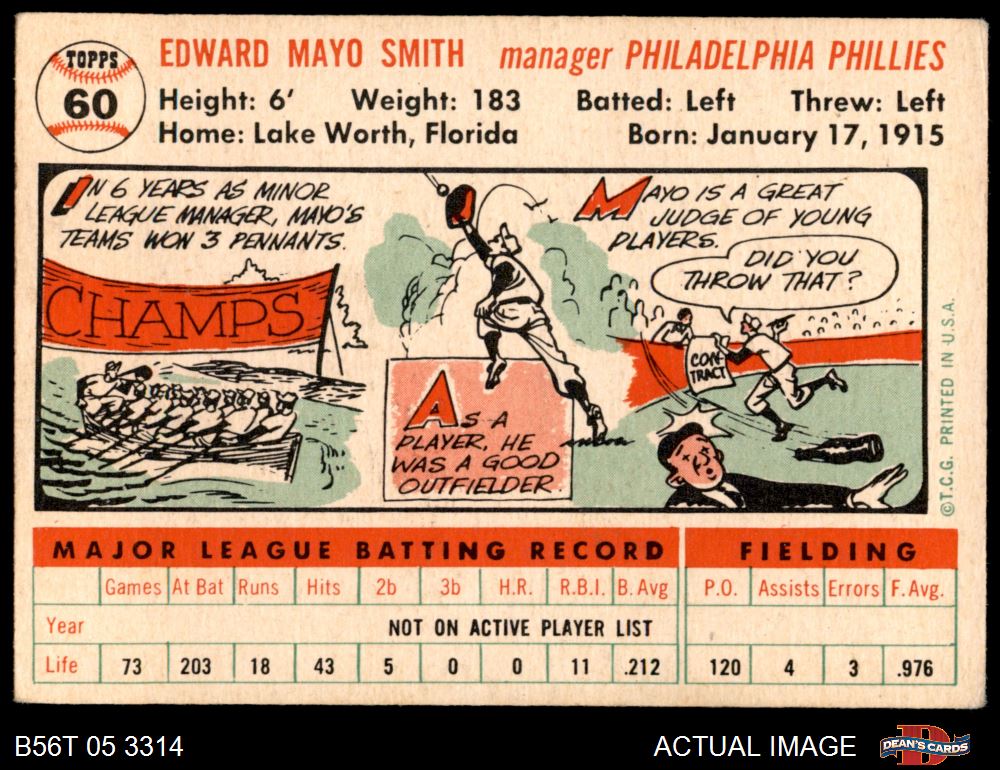 TOPPS
60
EDWARD MAYO SMITH manager PHILADELPHIA PHILLIES
Height: 6' Weight: 183 Batted: Left Threw: Left
Home: Lake Worth, Florida Born: January 17, 1915
IN 6 YEARS AS MINOR
LEAGUE MANAGER, MAYO'S
TEAMS WON 3 PENNANTS.
CHAMPS
AS A
PLAYER, HE
WAS A GOOD
OUTFIELDER.
MAYO IS A GREAT
JUDGE OF YOUNG
PLAYERS.
DID YOU
THROW THAT?
CON-
TRACT
©T.C.G. PRINTED IN U.S.A.
MAJOR LEAGUE BATTING RECORD FIELDING
Games At Bat Runs Hits 2b 3b H.R. R.B.I. B. Avg P.O. Assists Errors F. Avg.
Year NOT ON ACTIVE PLAYER LIST
Life 73 203 18 43 5 0 0 11 .212 120 4 3 .976
B56T 05 3314 ACTUAL IMAGE D DEAN'S CARDS